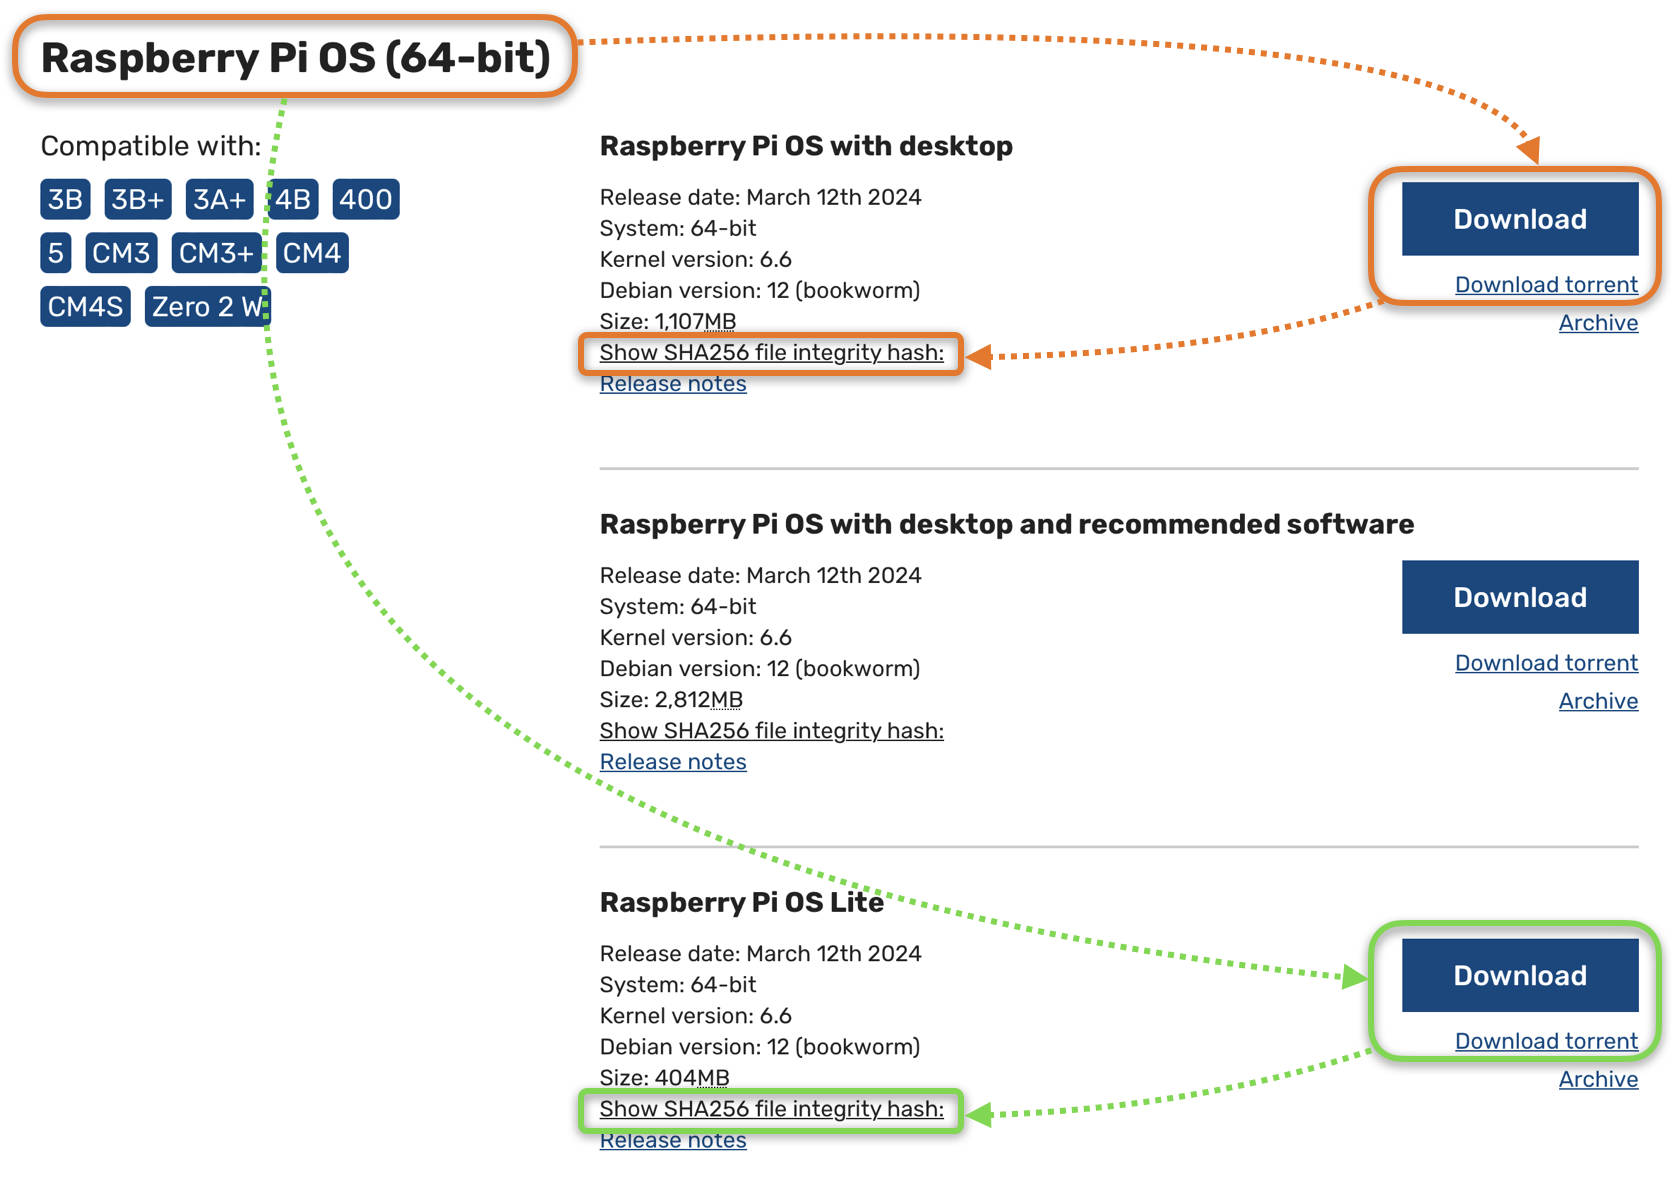 Raspberry Pi OS (64-bit)
Compatible with:
3B 3B+ 3A+ 4B 400
5 CM3 CM3+ CM4
CM4S Zero 2 W
Raspberry Pi OS with desktop
Release date: March 12th 2024
System: 64-bit
Kernel version: 6.6
Debian version: 12 (bookworm)
Size: 1,107MB
Show SHA256 file integrity hash:
Release notes
Download
Download torrent
Archive
Raspberry Pi OS with desktop and recommended software
Release date: March 12th 2024
System: 64-bit
Kernel version: 6.6
Debian version: 12 (bookworm)
Size: 2,812MB
Show SHA256 file integrity hash:
Release notes
Download
Download torrent
Archive
Raspberry Pi OS Lite
Release date: March 12th 2024
System: 64-bit
Kernel version: 6.6
Debian version: 12 (bookworm)
Size: 404MB
Show SHA256 file integrity hash:
Release notes
Download
Download torrent
Archive